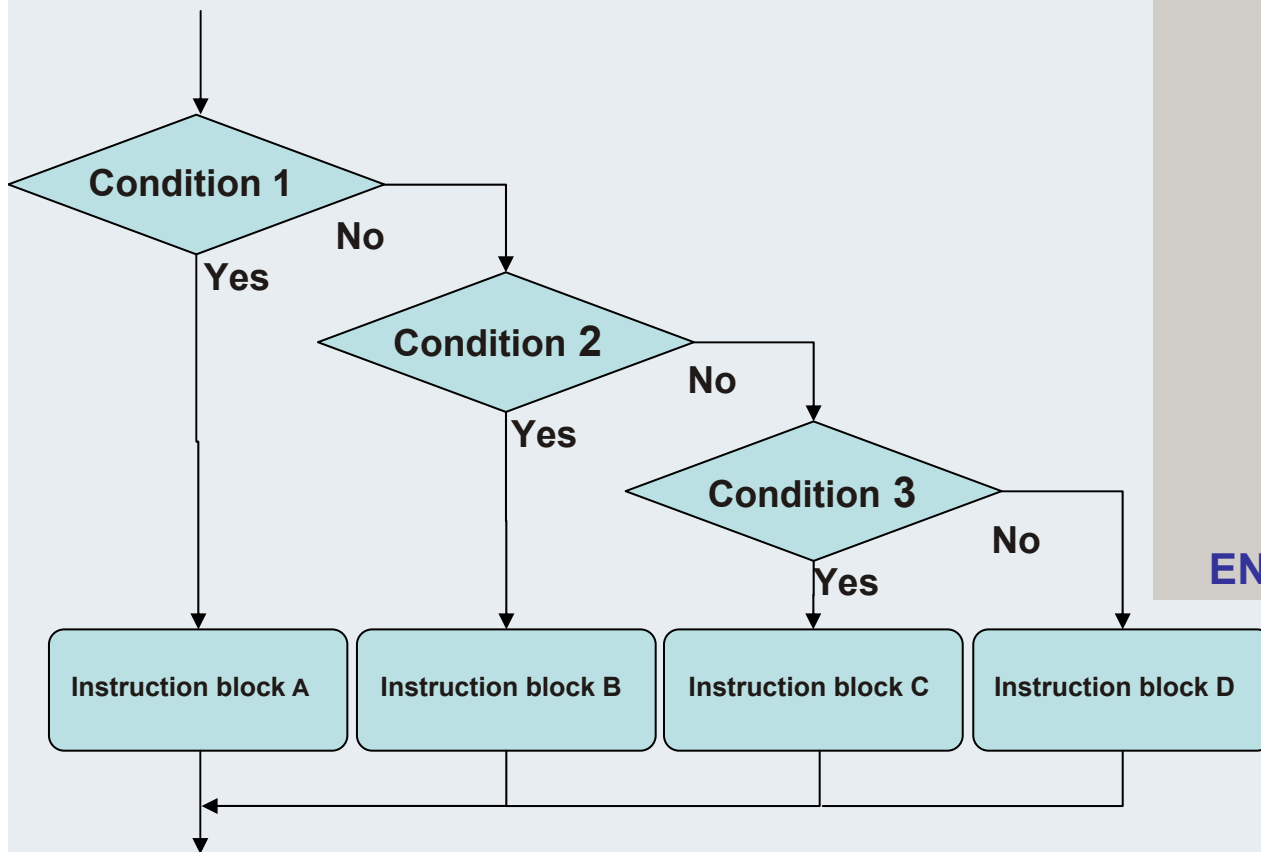 Condition 1
No
Yes
Condition 2
No
Yes
Condition 3
No
Yes
EN
Instruction block A
Instruction block B
Instruction block C
Instruction block D